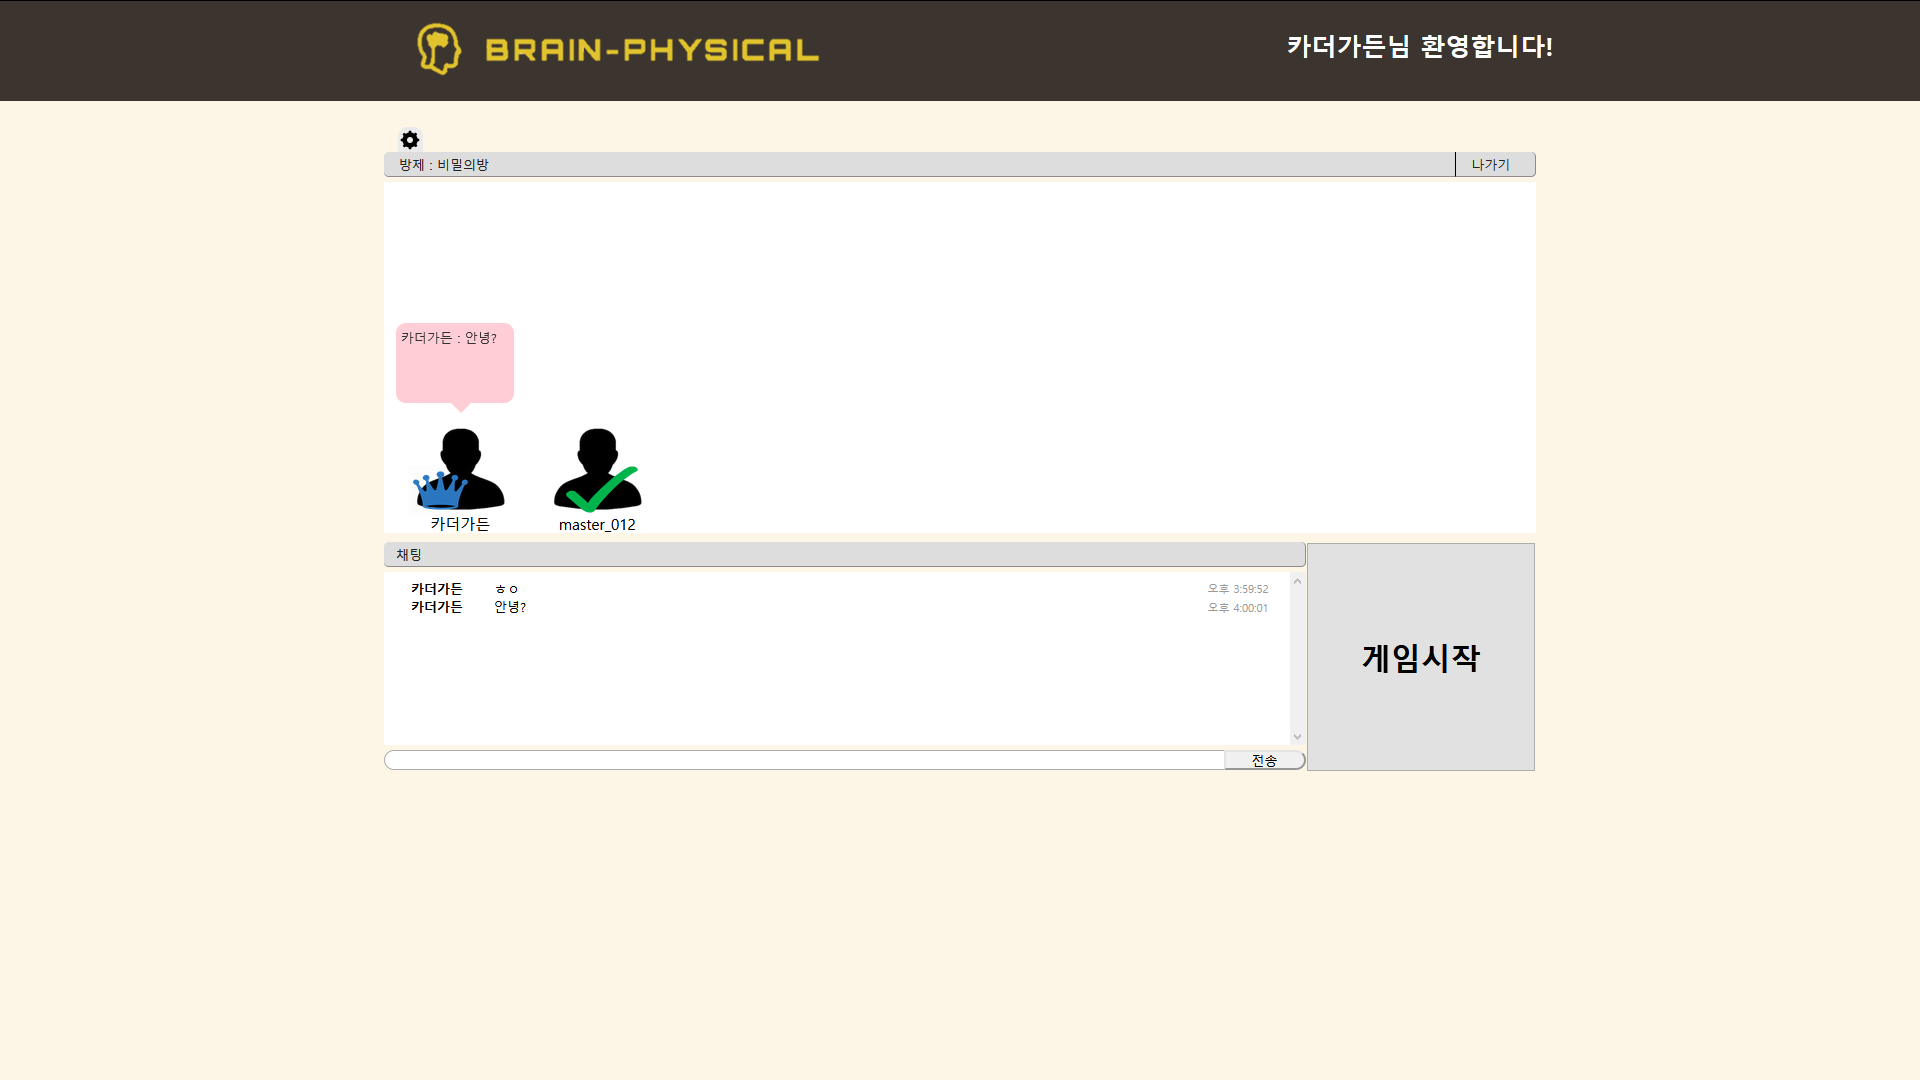 BRAIN-PHYSICAL
카더가든님 환영합니다!
방제 : 비밀의방
나가기
카더가든 : 안녕?
카더가든
master_012
채팅
카더가든 ㅎㅇ 오후 3:59:52
카더가든 안녕? 오후 4:00:01
게임시작
전송